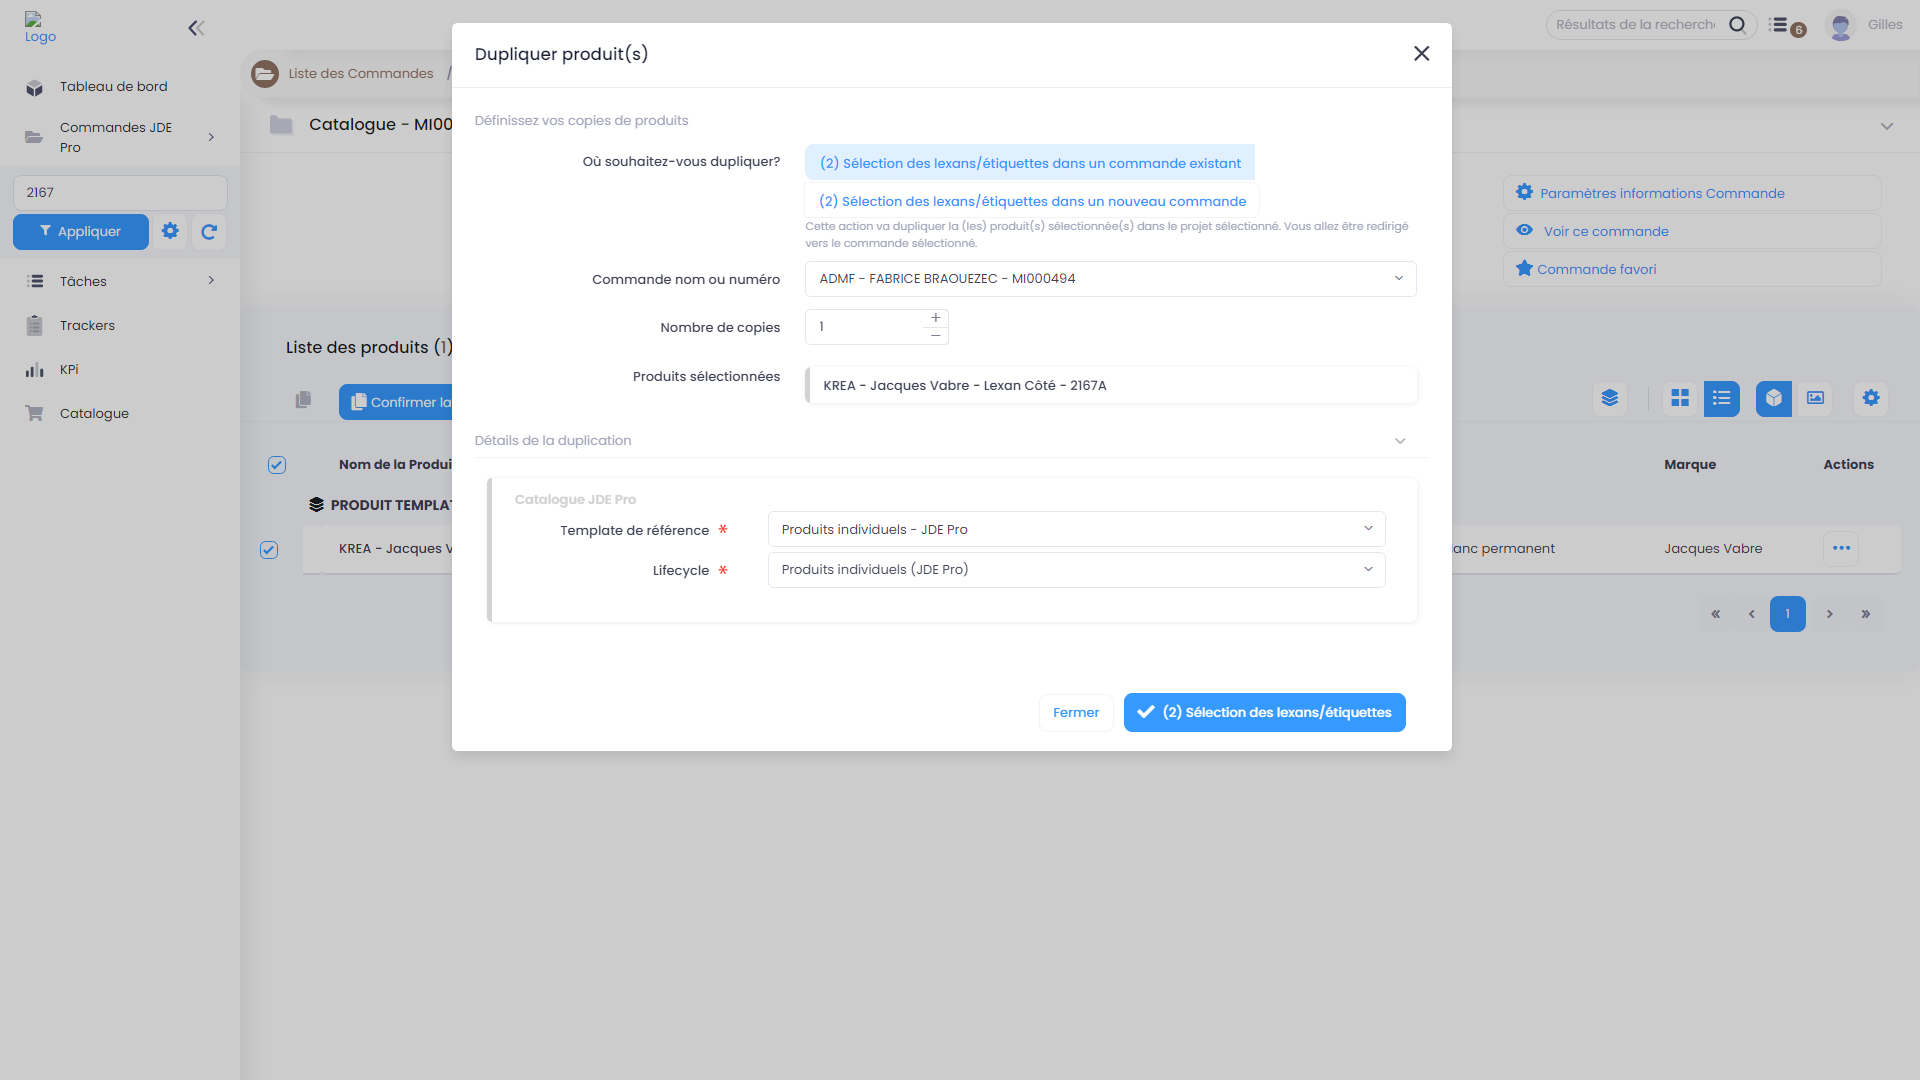 Logo
Tableau de bord
Commandes JDE
Pro
2167
Appliquer
Tâches
Trackers
KPi
Catalogue
Liste des Commandes /
Catalogue - MI00
Résultats de la recherch
6
Gilles
Paramètres informations Commande
Voir ce commande
Commande favori
Liste des produits (1)
Confirmer la
Nom de la Produi
Marque
Actions
PRODUIT TEMPLA
KREA - Jacques V
anc permanent
Jacques Vabre
« ‹ 1 › »
Dupliquer produit(s)
Définissez vos copies de produits
Où souhaitez-vous dupliquer?
(2) Sélection des lexans/étiquettes dans un commande existant
(2) Sélection des lexans/étiquettes dans un nouveau commande
Cette action va dupliquer la (les) produit(s) sélectionnée(s) dans le projet sélectionné. Vous allez être redirigé
vers le commande sélectionné.
Commande nom ou numéro
ADMF - FABRICE BRAOUEZEC - MI000494
Nombre de copies
1
Produits sélectionnées
KREA - Jacques Vabre - Lexan Côté - 2167A
Détails de la duplication
Catalogue JDE Pro
Template de référence *
Produits individuels - JDE Pro
Lifecycle *
Produits individuels (JDE Pro)
Fermer
(2) Sélection des lexans/étiquettes